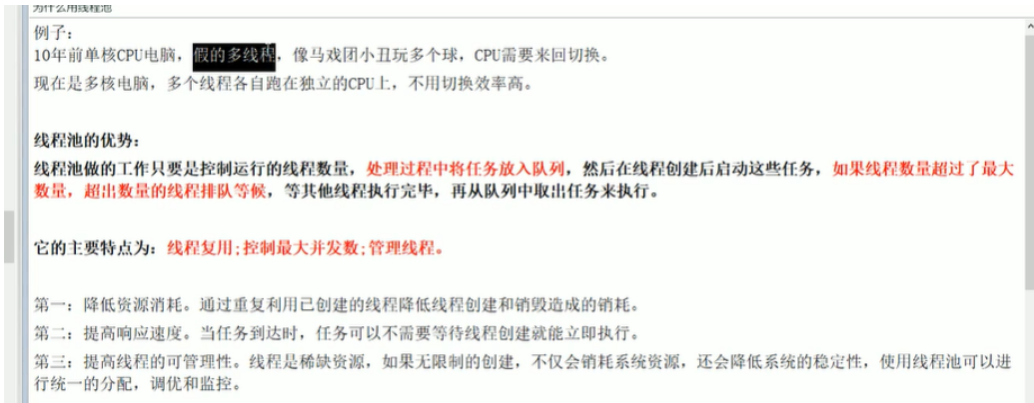 为什么用线程池
例子：
10年前单核CPU电脑，假的多线程，像马戏团小丑玩多个球，CPU需要来回切换。
现在是多核电脑，多个线程各自跑在独立的CPU上，不用切换效率高。
线程池的优势：
线程池做的工作只要是控制运行的线程数量，处理过程中将任务放入队列，然后在线程创建后启动这些任务，如果线程数量超过了最大
数量，超出数量的线程排队等候，等其他线程执行完毕，再从队列中取出任务来执行。
它的主要特点为：线程复用;控制最大并发数;管理线程。
第一：降低资源消耗。通过重复利用已创建的线程降低线程创建和销毁造成的销耗。
第二：提高响应速度。当任务到达时，任务可以不需要等待线程创建就能立即执行。
第三：提高线程的可管理性。线程是稀缺资源，如果无限制的创建，不仅会销耗系统资源，还会降低系统的稳定性，使用线程池可以进
行统一的分配，调优和监控。